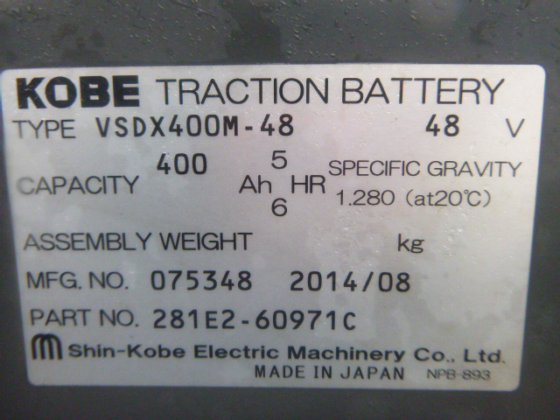 KOBE TRACTION BATTERY
TYPE VSDX400M-48 48 V
CAPACITY 400 Ah 5 HR 6 SPECIFIC GRAVITY
1.280 (at20℃)
ASSEMBLY WEIGHT kg
MFG. NO. 075348 2014/08
PART NO. 281E2-60971C
Shin-Kobe Electric Machinery Co., Ltd.
MADE IN JAPAN NPB-893